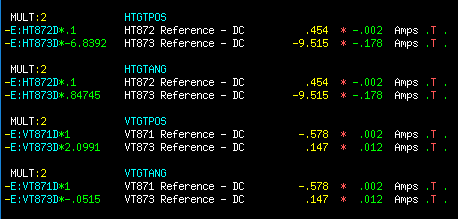 MULT:2 HTGTPOS
-E:HT872D*.1 HT872 Reference - DC .454 * -.002 Amps .T .
-E:HT873D*-6.8392 HT873 Reference - DC -9.515 * -.178 Amps .T .
MULT:2 HTGTANG
-E:HT872D*.1 HT872 Reference - DC .454 * -.002 Amps .T .
-E:HT873D*.84745 HT873 Reference - DC -9.515 * -.178 Amps .T .
MULT:2 VTGTPOS
-E:VT871D*1 VT871 Reference - DC -.578 * .002 Amps .T .
-E:VT873D*2.0991 VT873 Reference - DC .147 * .012 Amps .T .
MULT:2 VTGTANG
-E:VT871D*1 VT871 Reference - DC -.578 * .002 Amps .T .
-E:VT873D*-.0515 VT873 Reference - DC .147 * .012 Amps .T .